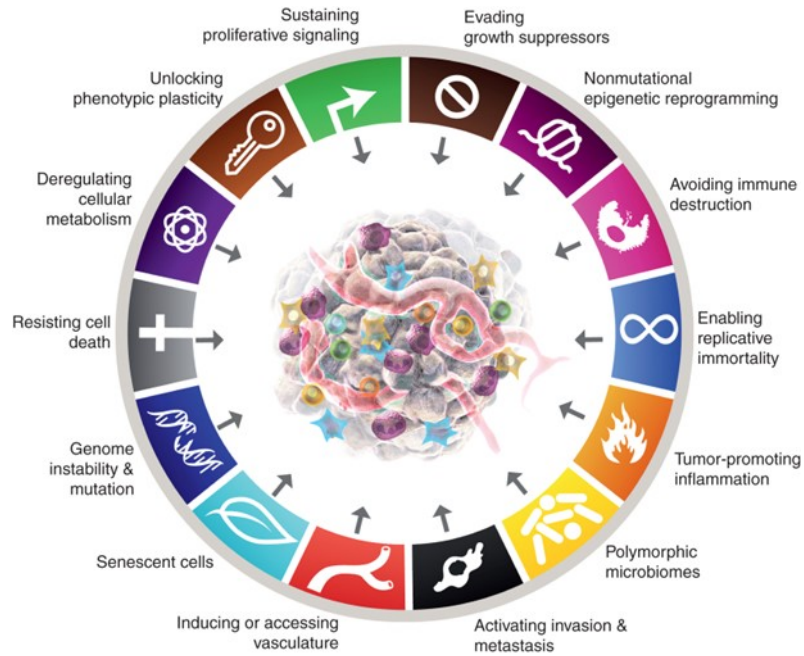 Sustaining
proliferative signaling
Evading
growth suppressors
Nonmutational
epigenetic reprogramming
Avoiding immune
destruction
Enabling
replicative
immortality
Tumor-promoting
inflammation
Polymorphic
microbiomes
Activating invasion &
metastasis
Inducing or accessing
vasculature
Senescent cells
Genome
instability &
mutation
Resisting cell
death
Deregulating
cellular
metabolism
Unlocking
phenotypic plasticity